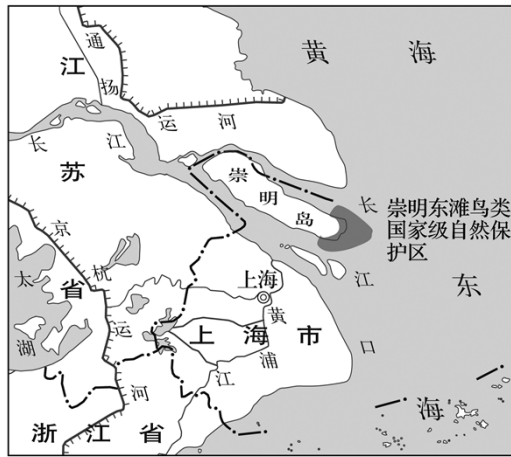 黄海
江苏省
通扬运河
长江
崇明岛
长江口
崇明东滩鸟类
国家级自然保
护区
京杭运河
太湖
上海
上海市
黄浦江
东海
浙江省